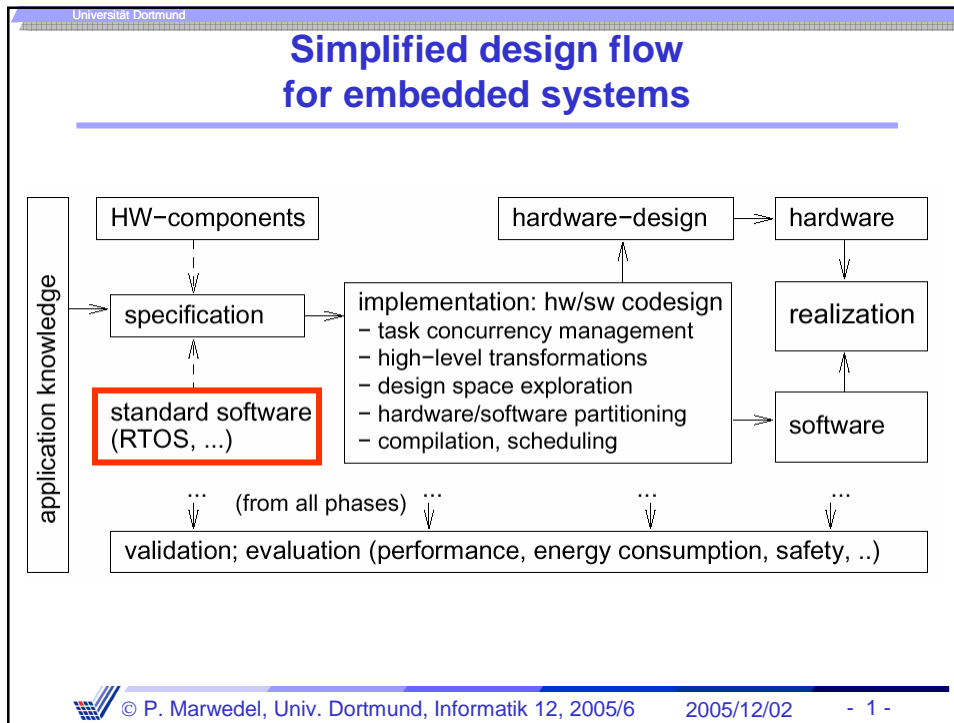 Universität Dortmund
Simplified design flow
for embedded systems
application knowledge
HW−components
specification
standard software
(RTOS, ...)
implementation: hw/sw codesign
− task concurrency management
− high−level transformations
− design space exploration
− hardware/software partitioning
− compilation, scheduling
hardware−design
hardware
realization
software
... (from all phases) ... ... ...
validation; evaluation (performance, energy consumption, safety, ..)
© P. Marwedel, Univ. Dortmund, Informatik 12, 2005/6 2005/12/02 - 1 -